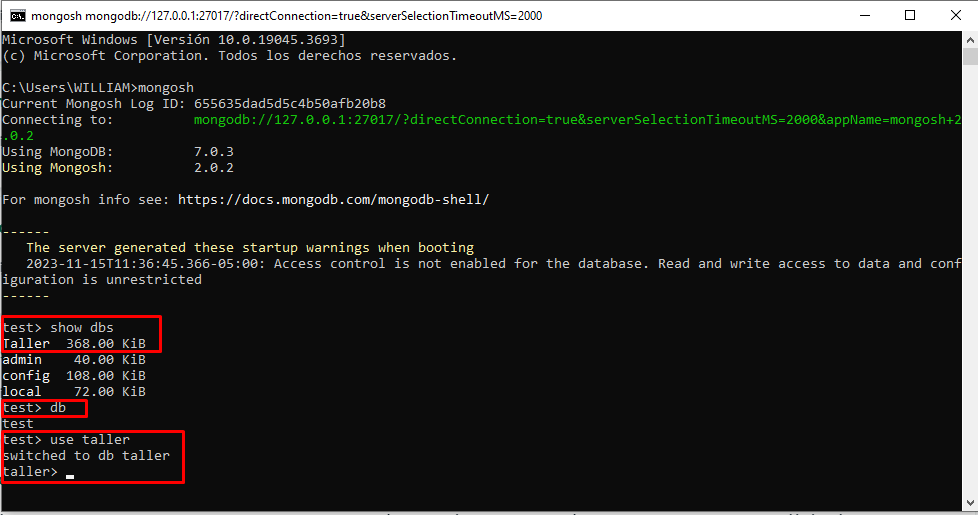 mongosh mongodb://127.0.0.1:27017/?directConnection=true&serverSelectionTimeoutMS=2000
Microsoft Windows [Versión 10.0.19045.3693]
(c) Microsoft Corporation. Todos los derechos reservados.
C:\Users\WILLIAM>mongosh
Current Mongosh Log ID: 655635dad5d5c4b50afb20b8
Connecting to:          mongodb://127.0.0.1:27017/?directConnection=true&serverSelectionTimeoutMS=2000&appName=mongosh+2
.0.2
Using MongoDB:          7.0.3
Using Mongosh:          2.0.2
For mongosh info see: https://docs.mongodb.com/mongodb-shell/
------
   The server generated these startup warnings when booting
   2023-11-15T11:36:45.366-05:00: Access control is not enabled for the database. Read and write access to data and conf
iguration is unrestricted
------
test> show dbs
Taller  368.00 KiB
admin    40.00 KiB
config  108.00 KiB
local    72.00 KiB
test> db
test
test> use taller
switched to db taller
taller>